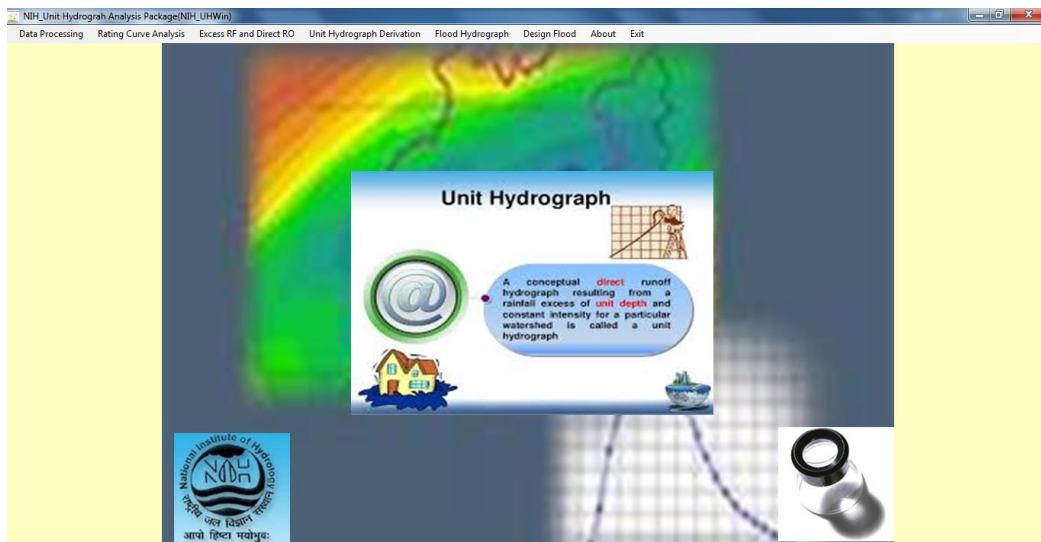 NIH_Unit Hydrograh Analysis Package(NIH_UHWin)
Data Processing Rating Curve Analysis Excess RF and Direct RO Unit Hydrograph Derivation Flood Hydrograph Design Flood About Exit
Unit Hydrograph
@
A conceptual direct runoff
hydrograph resulting from a
rainfall excess of unit depth and
constant intensity for a particular
watershed is called a unit
hydrograph
National Institute of Hydrology
राष्ट्रीय जल विज्ञान संस्थान
आपो हिष्टा मयोभुवः